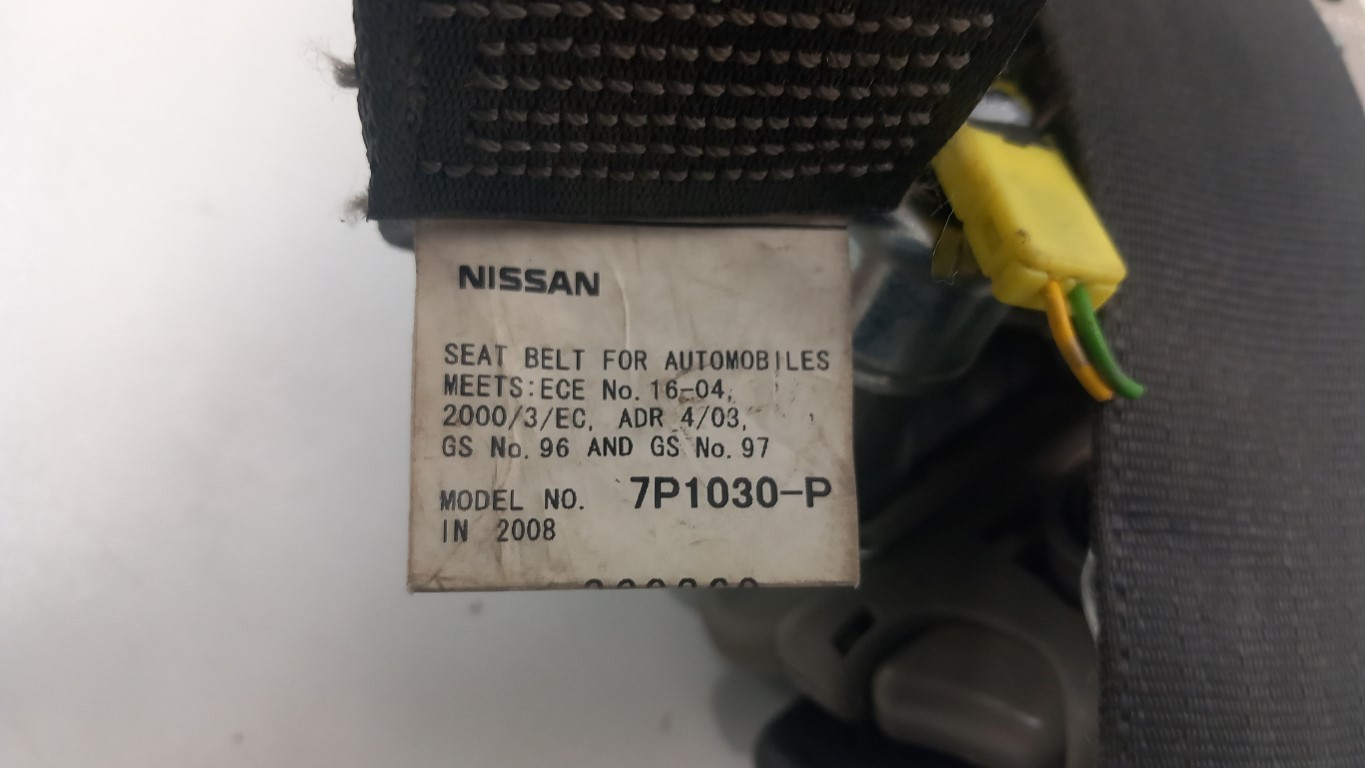 NISSAN
SEAT BELT FOR AUTOMOBILES
MEETS:ECE No. 16-04,
2000/3/EC, ADR 4/03,
GS No. 96 AND GS No. 97
MODEL NO. 7P1030-P
IN 2008